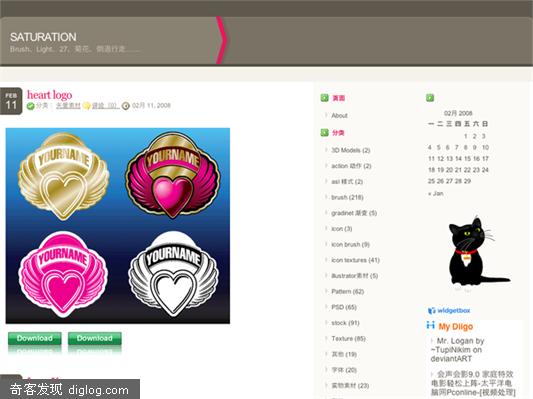 SATURATION
Brush、Light、27、菊花、倒退行走……
FEB
11
heart logo
分类： 矢量素材 评论（0） 02月 11, 2008
YOURNAME
YOURNAME
YOURNAME
YOURNAME
Download
Download
页面
About
分类
3D Models (2)
action 动作 (2)
asl 样式 (2)
brush (218)
gradinet 渐变 (5)
icon (3)
icon brush (9)
icon textures (41)
illustrator素材 (5)
Pattern (62)
PSD (65)
stock (91)
Texture (85)
其他 (19)
字体 (20)
实物素材 (23)
02月 2008
一 二 三 四 五 六 日
1 2 3
4 5 6 7 8 9 10
11 12 13 14 15 16 17
18 19 20 21 22 23 24
25 26 27 28 29
« Jan
widgetbox
My Diigo
Mr. Logan by
~TupiNikim on
deviantART
会声会影9.0 家庭特效
电影轻松上阵-太平洋电
脑网Pconline-[视频处理]
奇客发现 diglog.com